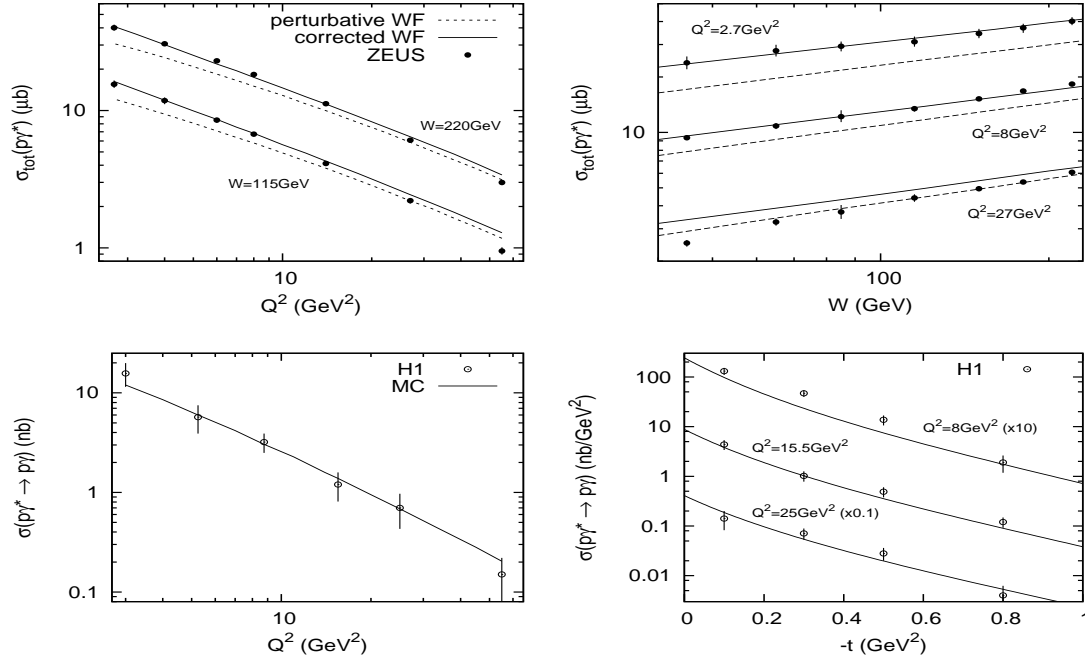 perturbative WF
corrected WF
ZEUS
10
1
W=220GeV
W=115GeV
σtot(pγ*) (μb)
10
Q² (GeV²)
Q²=2.7GeV²
Q²=8GeV²
Q²=27GeV²
10
σtot(pγ*) (μb)
100
W (GeV)
H1
MC
10
1
0.1
σ(pγ* → pγ) (nb)
10
Q² (GeV²)
H1
100
10
1
0.1
0.01
Q²=8GeV² (x10)
Q²=15.5GeV²
Q²=25GeV² (x0.1)
σ(pγ* → pγ) (nb/GeV²)
0 0.2 0.4 0.6 0.8 1
-t (GeV²)